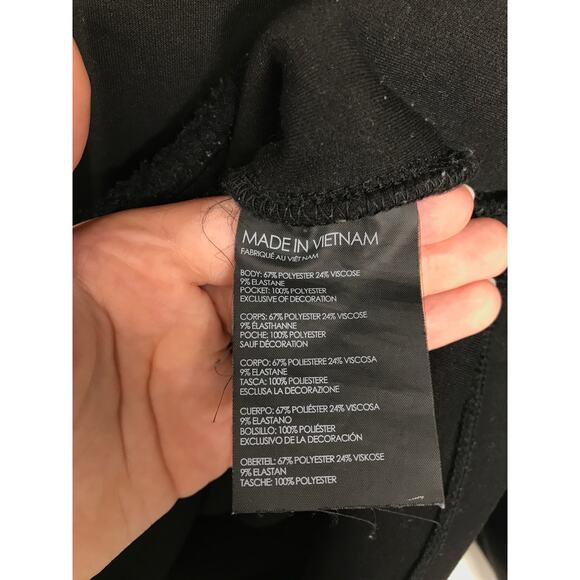 MADE IN VIETNAM
FABRIQUÉ AU VIÊT NAM
BODY: 67% POLYESTER 24% VISCOSE
9% ELASTANE
POCKET: 100% POLYESTER
EXCLUSIVE OF DECORATION
CORPS: 67% POLYESTER 24% VISCOSE
9% ÉLASTHANNE
POCHE: 100% POLYESTER
SAUF DÉCORATION
CORPO: 67% POLIESTERE 24% VISCOSA
9% ELASTANE
TASCA: 100% POLIESTERE
ESCLUSA LA DECORAZIONE
CUERPO: 67% POLIÉSTER 24% VISCOSA
9% ELASTANO
BOLSILLO: 100% POLIÉSTER
EXCLUSIVO DE LA DECORACIÓN
OBERTEIL: 67% POLYESTER 24% VISKOSE
9% ELASTAN
TASCHE: 100% POLYESTER